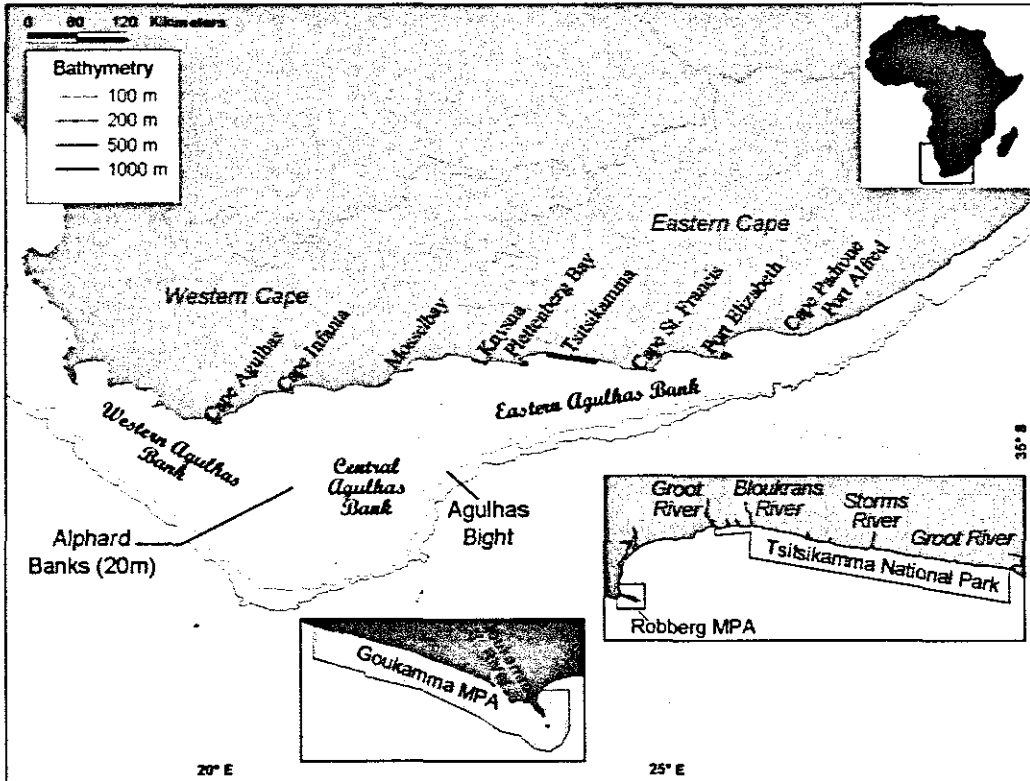 0 60 120 Kilometers
Bathymetry
100 m
200 m
500 m
1000 m
Eastern Cape
Western Cape
Cape Agulhas
Cape Infanta
Mosselbay
Knysna
Plettenberg Bay
Tsitsikamma
Cape St. Francis
Port Elizabeth
Cape Padrone
Port Alfred
Western Agulhas
Bank
Central
Agulhas
Bank
Eastern Agulhas Bank
Agulhas
Bight
Alphard
Banks (20m)
35° S
Groot
River
Bloukrans
River
Storms
River
Groot River
Tsitsikamma National Park
Robberg MPA
River
Goukamma MPA
20° E
25° E